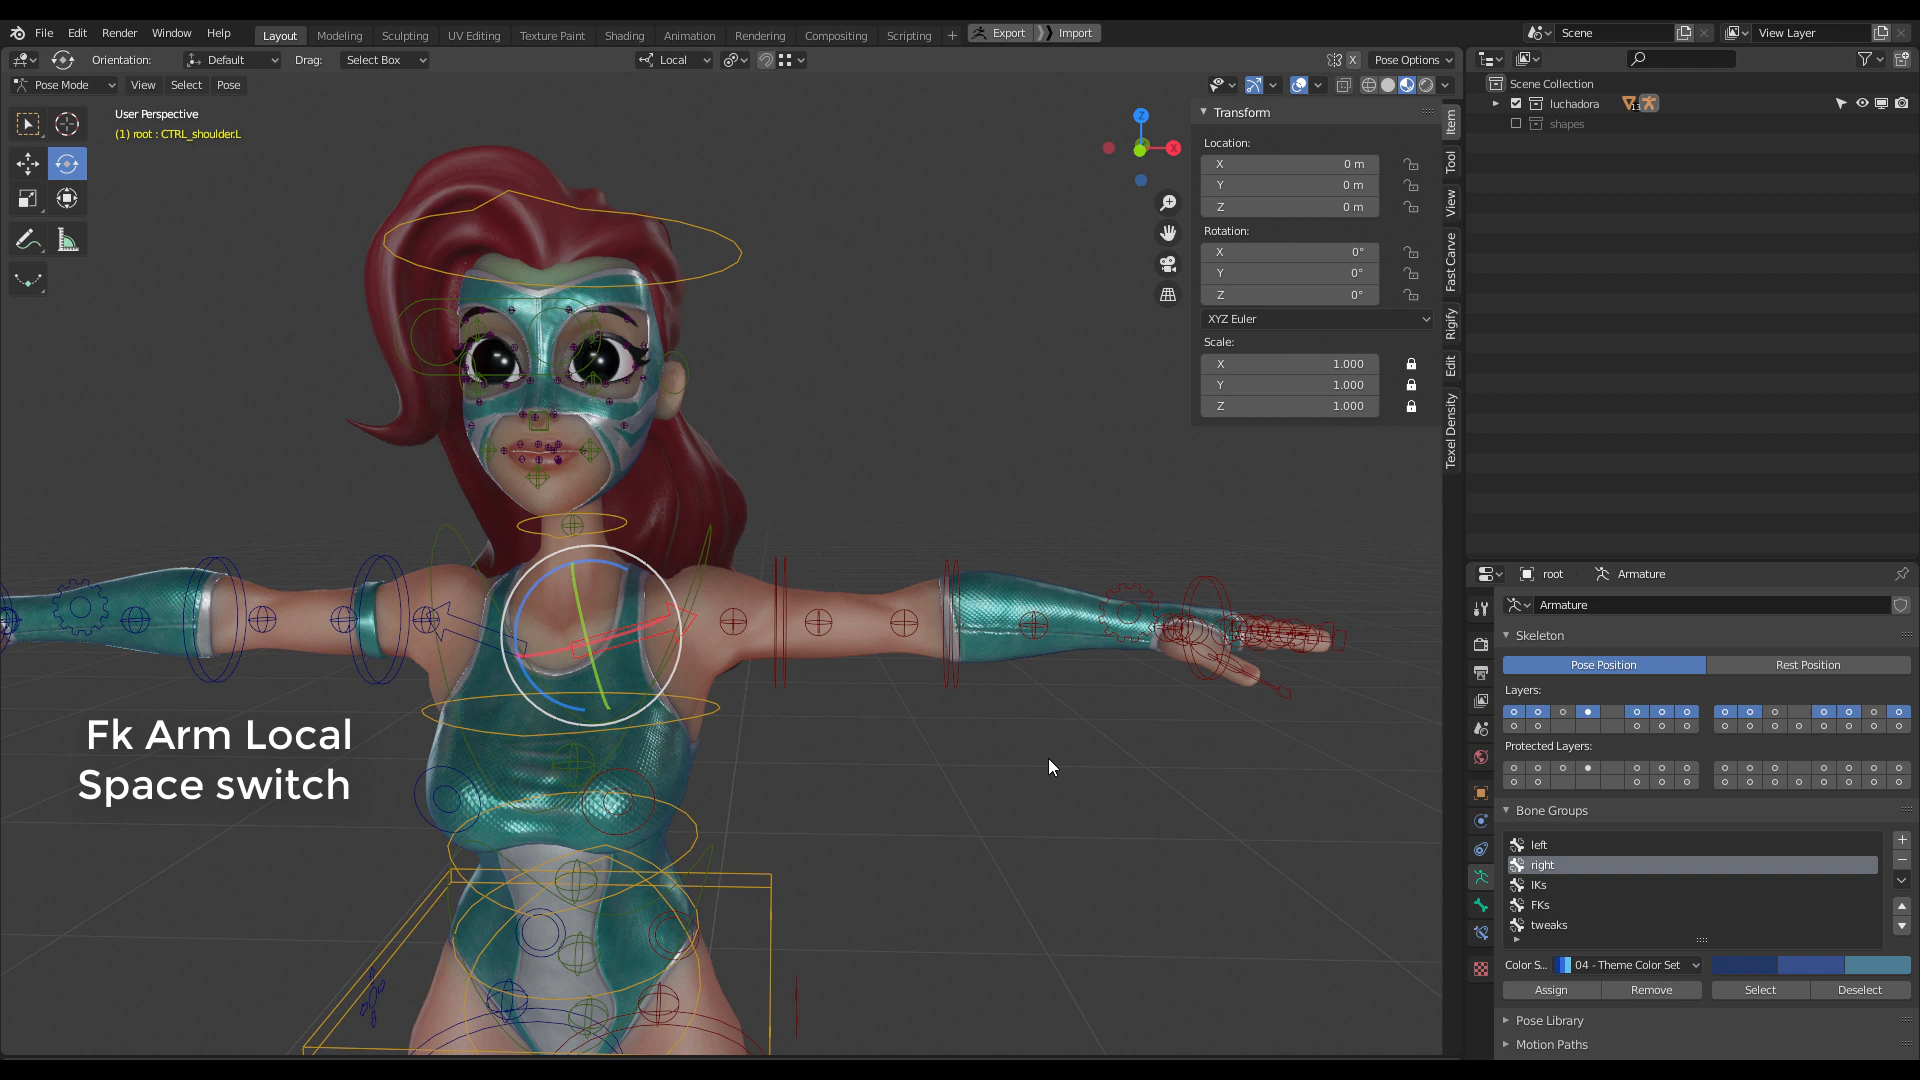 File Edit Render Window Help Layout Modeling Sculpting UV Editing Texture Paint Shading Animation Rendering Compositing Scripting + Export Import Scene View Layer
Orientation: Default Drag: Select Box Local X Pose Options
Pose Mode View Select Pose
User Perspective
(1) root : CTRL_shoulder.L
Z
X
Transform
Location:
X 0 m
Y 0 m
Z 0 m
Rotation:
X 0°
Y 0°
Z 0°
XYZ Euler
Scale:
X 1.000
Y 1.000
Z 1.000
Item
Tool
View
Fast Carve
Rigify
Edit
Texel Density
Scene Collection
luchadora
shapes
root Armature
Armature
Skeleton
Pose Position Rest Position
Layers:
Protected Layers:
Bone Groups
left
right
IKs
FKs
tweaks
Color S... 04 - Theme Color Set
Assign Remove Select Deselect
Pose Library
Motion Paths
Fk Arm Local
Space switch